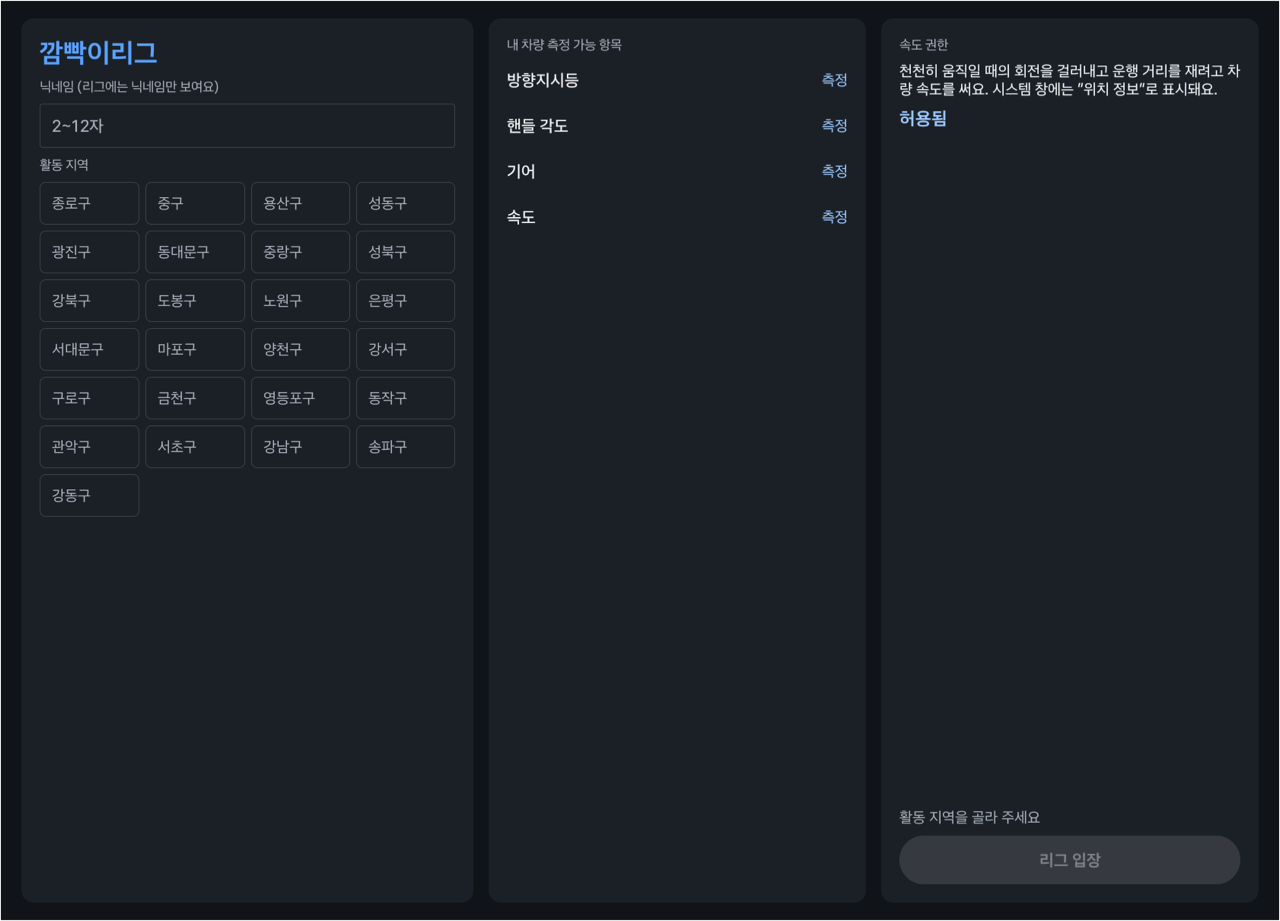 깜빡이리그
닉네임 (리그에는 닉네임만 보여요)
2~12자
활동 지역
종로구
중구
용산구
성동구
광진구
동대문구
중랑구
성북구
강북구
도봉구
노원구
은평구
서대문구
마포구
양천구
강서구
구로구
금천구
영등포구
동작구
관악구
서초구
강남구
송파구
강동구
내 차량 측정 가능 항목
방향지시등 측정
핸들 각도 측정
기어 측정
속도 측정
속도 권한
천천히 움직일 때의 회전을 걸러내고 운행 거리를 재려고 차
량 속도를 써요. 시스템 창에는 "위치 정보"로 표시돼요.
허용됨
활동 지역을 골라 주세요
리그 입장